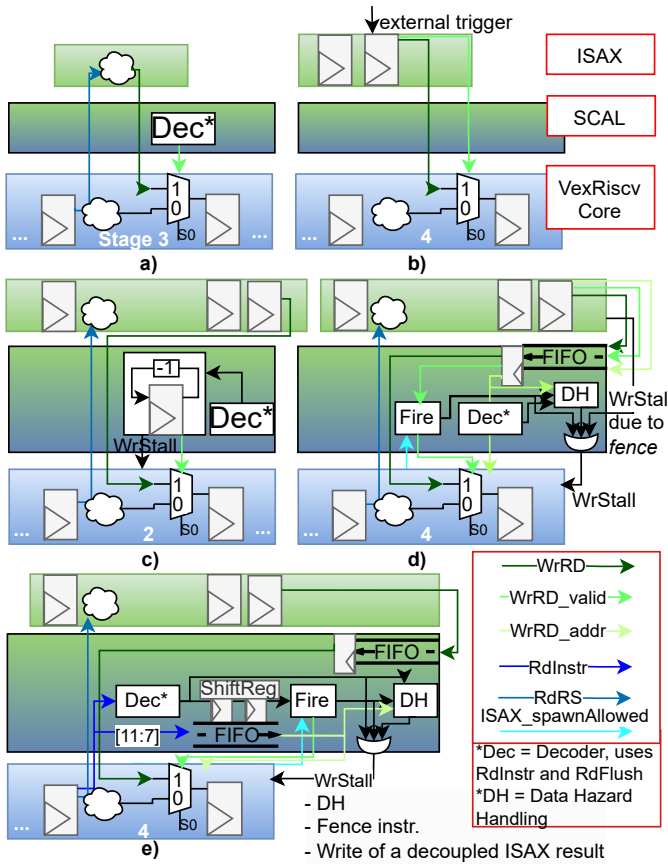 external trigger
ISAX
Dec*
SCAL
VexRiscv
Core
1
0
S0
...
Stage 3
...
a)
1
0
S0
...
4
b)
-1
Dec*
WrStall
1
0
S0
...
2
...
c)
FIFO
DH
Fire
Dec*
WrStal
due to
fence
WrStall
1
0
S0
...
4
d)
FIFO
ShiftReg
Dec*
Fire
DH
[11:7]
FIFO
WrStall
1
0
S0
...
4
...
e)
- DH
- Fence instr.
- Write of a decoupled ISAX result
WrRD
WrRD_valid
WrRD_addr
RdInstr
RdRS
ISAX_spawnAllowed
*Dec = Decoder, uses
RdInstr and RdFlush
*DH = Data Hazard
Handling